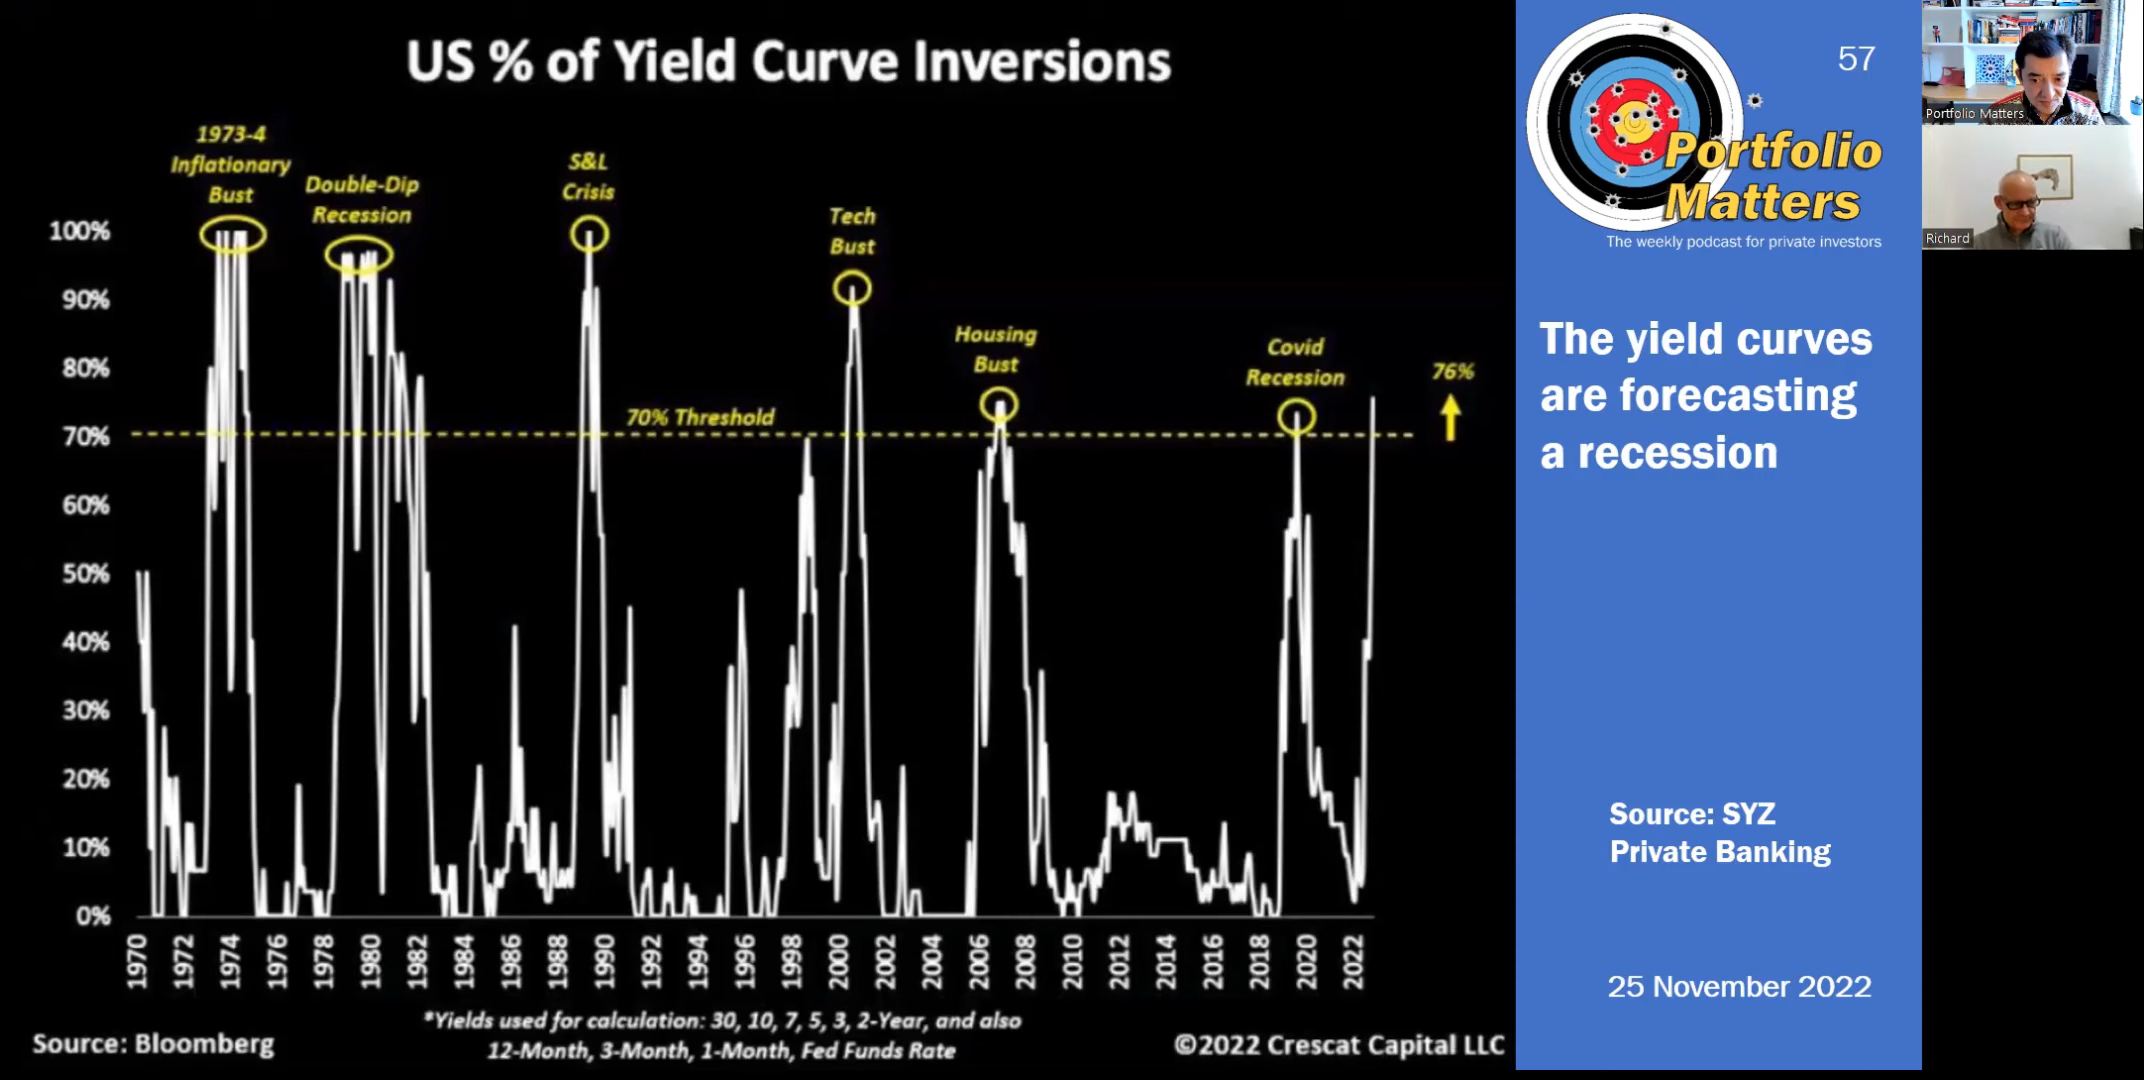 US % of Yield Curve Inversions
1973-4
Inflationary
Bust
Double-Dip
Recession
S&L
Crisis
Tech
Bust
Housing
Bust
Covid
Recession
76%
70% Threshold
100%
90%
80%
70%
60%
50%
40%
30%
20%
10%
0%
1970
1972
1974
1976
1978
1980
1982
1984
1986
1988
1990
1992
1994
1996
1998
2000
2002
2004
2006
2008
2010
2012
2014
2016
2018
2020
2022
*Yields used for calculation: 30, 10, 7, 5, 3, 2-Year, and also
12-Month, 3-Month, 1-Month, Fed Funds Rate
Source: Bloomberg
©2022 Crescat Capital LLC
57
Portfolio
Matters
The weekly podcast for private investors
The yield curves
are forecasting
a recession
Source: SYZ
Private Banking
25 November 2022
Portfolio Matters
Richard